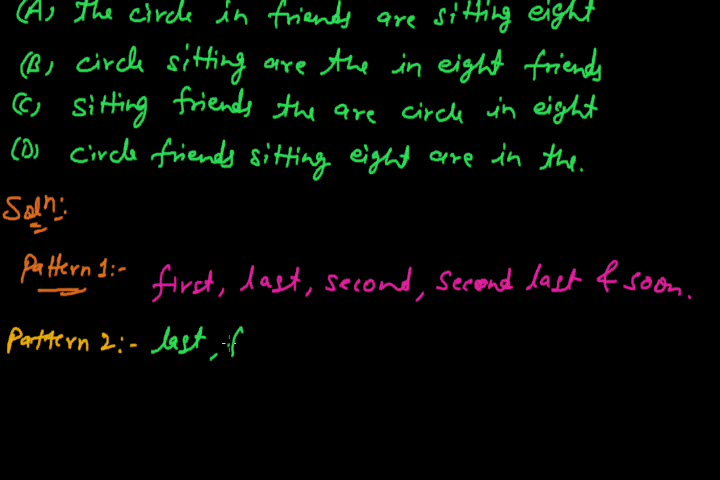 (A) the circle in friends are sitting eight
(B) circle sitting are the in eight friends
(C) sitting friends the are circle in eight
(D) circle friends sitting eight are in the.
Soln:
Pattern 1:- first, last, second, second last & soon.
Pattern 2:- last, f